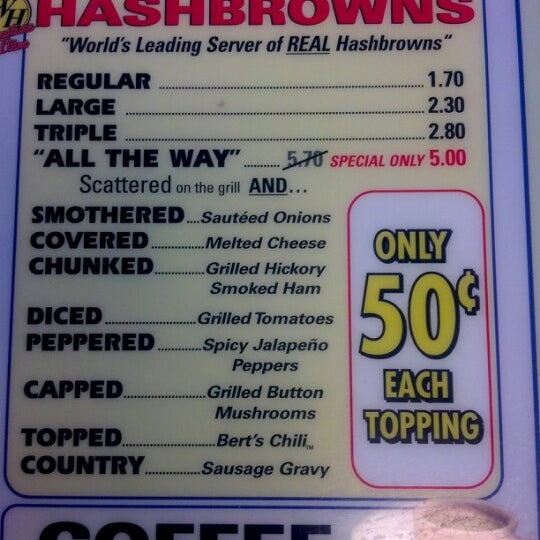 WH
HASHBROWNS
"World's Leading Server of REAL Hashbrowns"
REGULAR ........ 1.70
LARGE ........ 2.30
TRIPLE ........ 2.80
"ALL THE WAY" ........ 5.70 SPECIAL ONLY 5.00
Scattered on the grill AND...
SMOTHERED .... Sautéed Onions
COVERED ........ Melted Cheese
CHUNKED ........ Grilled Hickory
Smoked Ham
DICED ........ Grilled Tomatoes
PEPPERED ........ Spicy Jalapeño
Peppers
CAPPED ........ Grilled Button
Mushrooms
TOPPED ........ Bert's Chili™
COUNTRY ........ Sausage Gravy
ONLY
50¢
EACH
TOPPING
COFFEE